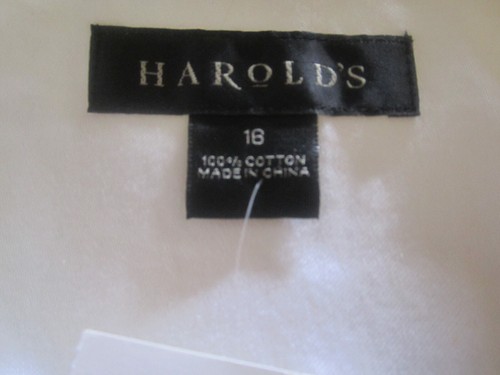 HAROLD'S
16
100% COTTON
MADE IN CHINA